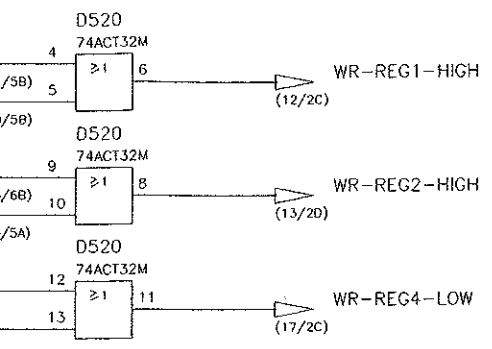 D520
74ACT32M
4
≥1
6
WR-REG1-HIGH
/5B)
5
(12/2C)
/5B)
D520
74ACT32M
9
≥1
8
WR-REG2-HIGH
/6B)
10
(13/2D)
/5A)
D520
74ACT32M
12
≥1
11
WR-REG4-LOW
13
(17/2C)